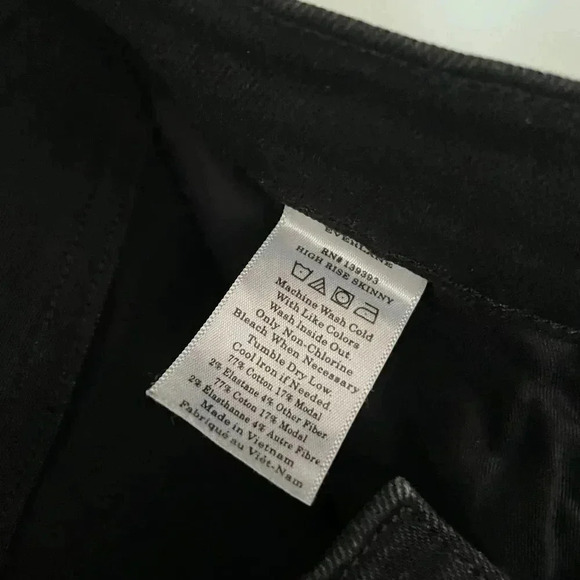 EVERLANE
RN# 139393
HIGH RISE SKINNY
Machine Wash Cold
With Like Colors
Wash Inside Out
Only Non-Chlorine
Bleach When Necessary
Tumble Dry Low.
Cool Iron if Needed.
77% Cotton 17% Modal
2% Elastane 4% Other Fiber
77% Coton 17% Modal
2% Elasthanne 4% Autre Fibre
Made in Vietnam
Fabriqué au Viêt-Nam